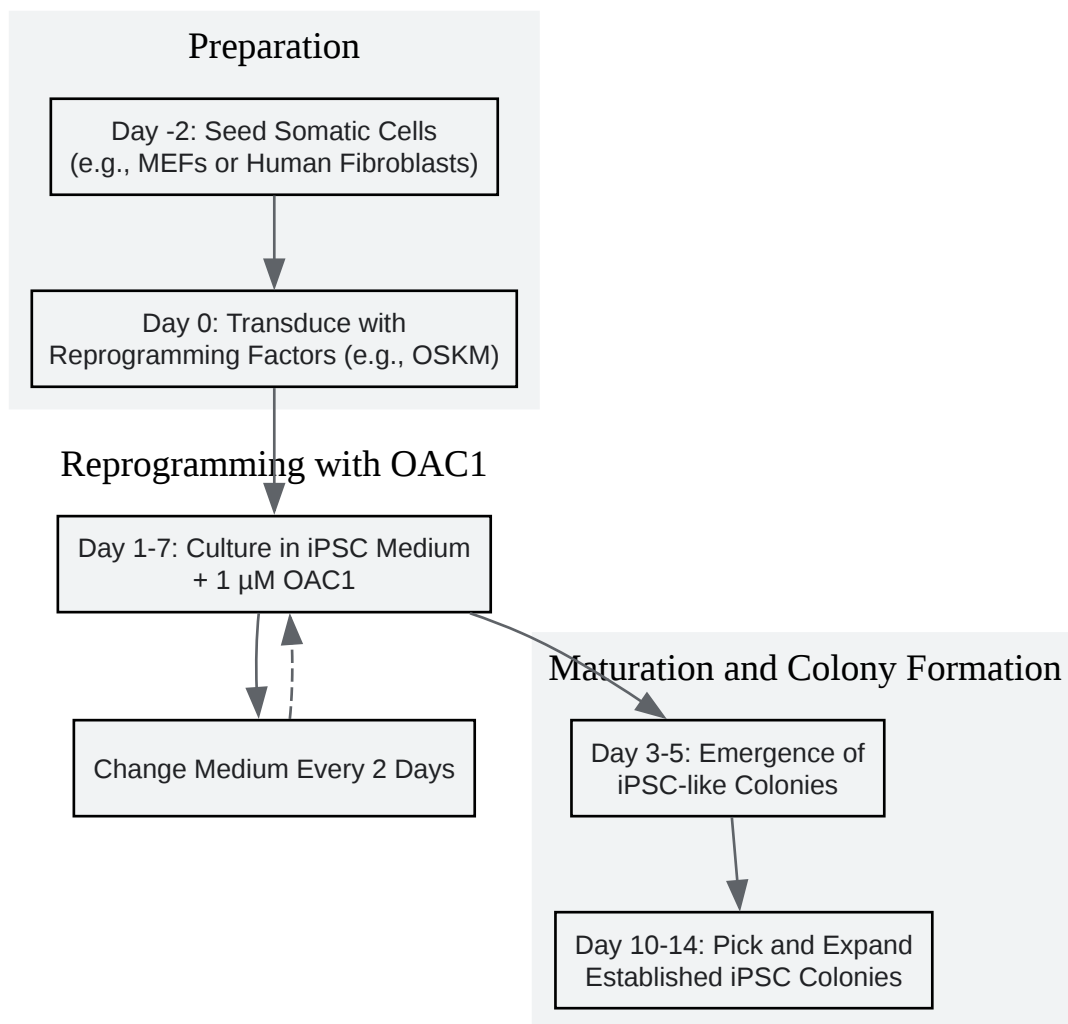 Preparation
Day -2: Seed Somatic Cells
(e.g., MEFs or Human Fibroblasts)
Day 0: Transduce with
Reprogramming Factors (e.g., OSKM)
Reprogramming with OAC1
Day 1-7: Culture in iPSC Medium
+ 1 µM OAC1
Change Medium Every 2 Days
Maturation and Colony Formation
Day 3-5: Emergence of
iPSC-like Colonies
Day 10-14: Pick and Expand
Established iPSC Colonies